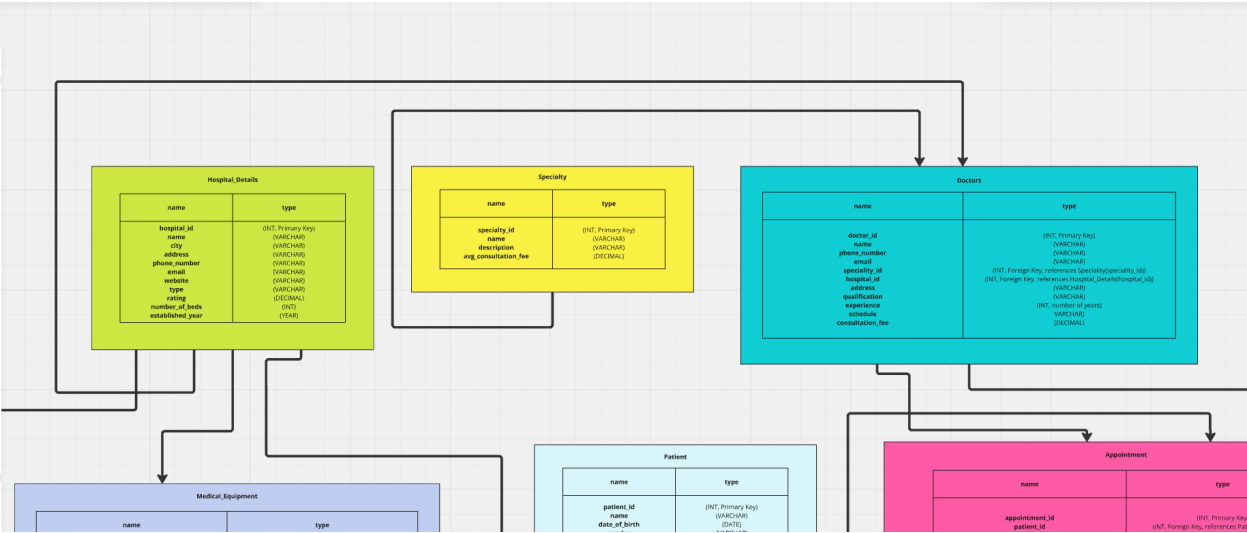 Hospital_Details
name type
hospital_id (INT, Primary Key)
name (VARCHAR)
city (VARCHAR)
address (VARCHAR)
phone_number (VARCHAR)
email (VARCHAR)
website (VARCHAR)
type (VARCHAR)
rating (DECIMAL)
number_of_beds (INT)
established_year (YEAR)
Specialty
name type
specialty_id (INT, Primary Key)
name (VARCHAR)
description (VARCHAR)
avg_consultation_fee (DECIMAL)
Doctors
name type
doctor_id (INT, Primary Key)
name (VARCHAR)
phone_number (VARCHAR)
email (VARCHAR)
speciality_id (INT, Foreign Key, references Speciality(speciality_id))
hospital_id (INT, Foreign Key, references Hospital_Details(hospital_id))
address (VARCHAR)
qualification (VARCHAR)
experience (INT, number of years)
schedule VARCHAR)
consultation_fee (DECIMAL)
Medical_Equipment
name type
Patient
name type
patient_id (INT, Primary Key)
name (VARCHAR)
date_of_birth (DATE)
Appointment
name type
appointment_id (INT, Primary Key
patient_id (INT, Foreign Key, references